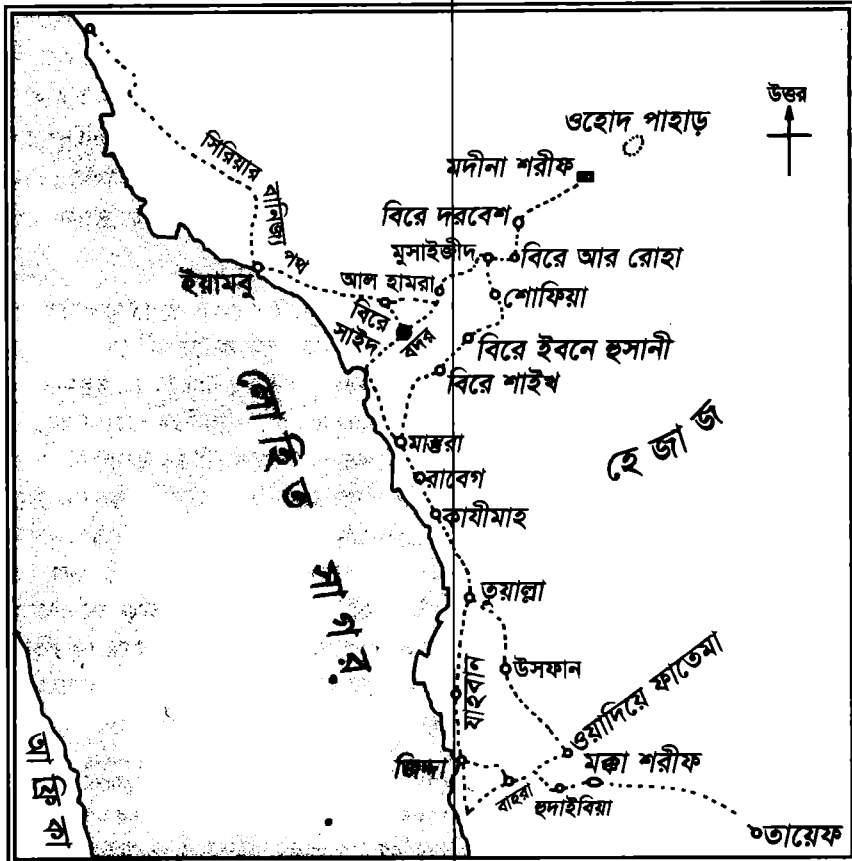 উত্তর
ওহোদ পাহাড়
মদীনা শরীফ
সিরিয়ার বানিজ্য পথ
বিরে দরবেশ
মুসাইজীদ
বিরে আর রোহা
ইয়ামবু
আল হামরা
শোফিয়া
বিরে সাইদ
বদর
বিরে ইবনে হুসানী
বিরে শাইখ
হেজাজ
লোহিত সাগর
মাস্তুরা
রাবেগ
কাযীমাহ
তুয়াল্লা
উসফান
যাহবান
ওয়াদিয়ে ফাতেমা
জিদ্দা
মক্কা শরীফ
বাহরা
হুদাইবিয়া
তায়েফ
আফ্রিকা